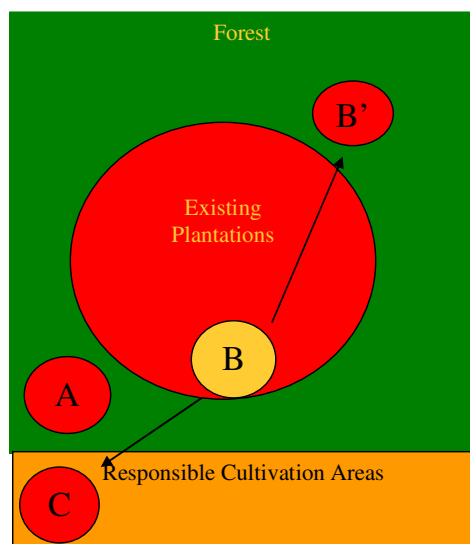 Forest
B’
Existing
Plantations
B
A
Responsible Cultivation Areas
C